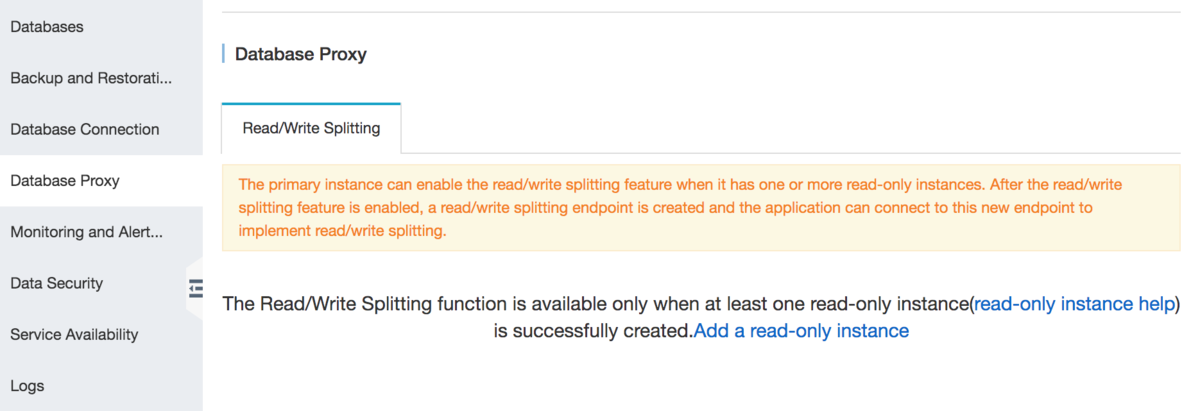 Databases
Backup and Restorati...
Database Connection
Database Proxy
Monitoring and Alert...
Data Security
Service Availability
Logs
Database Proxy
Read/Write Splitting
The primary instance can enable the read/write splitting feature when it has one or more read-only instances. After the read/write
splitting feature is enabled, a read/write splitting endpoint is created and the application can connect to this new endpoint to
implement read/write splitting.
The Read/Write Splitting function is available only when at least one read-only instance(read-only instance help)
is successfully created.Add a read-only instance